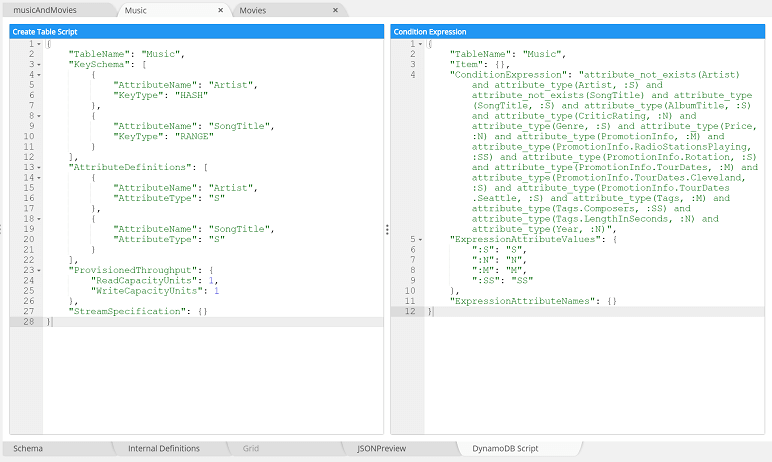 musicAndMovies Music × Movies ×
Create Table Script
1 {
2 "TableName": "Music",
3 "KeySchema": [
4 {
5 "AttributeName": "Artist",
6 "KeyType": "HASH"
7 },
8 {
9 "AttributeName": "SongTitle",
10 "KeyType": "RANGE"
11 }
12 ],
13 "AttributeDefinitions": [
14 {
15 "AttributeName": "Artist",
16 "AttributeType": "S"
17 },
18 {
19 "AttributeName": "SongTitle",
20 "AttributeType": "S"
21 }
22 ],
23 "ProvisionedThroughput": {
24 "ReadCapacityUnits": 1,
25 "WriteCapacityUnits": 1
26 },
27 "StreamSpecification": {}
28 }
Condition Expression
1 {
2 "TableName": "Music",
3 "Item": {},
4 "ConditionExpression": "attribute_not_exists(Artist)
and attribute_type(Artist, :S) and
attribute_not_exists(SongTitle) and attribute_type
(SongTitle, :S) and attribute_type(AlbumTitle, :S)
and attribute_type(CriticRating, :N) and
attribute_type(Genre, :S) and attribute_type(Price,
:N) and attribute_type(PromotionInfo, :M) and
attribute_type(PromotionInfo.RadioStationsPlaying,
:SS) and attribute_type(PromotionInfo.Rotation, :S)
and attribute_type(PromotionInfo.TourDates, :M) and
attribute_type(PromotionInfo.TourDates.Cleveland,
:S) and attribute_type(PromotionInfo.TourDates
.Seattle, :S) and attribute_type(Tags, :M) and
attribute_type(Tags.Composers, :SS) and
attribute_type(Tags.LengthInSeconds, :N) and
attribute_type(Year, :N)",
5 "ExpressionAttributeValues": {
6 ":S": "S",
7 ":N": "N",
8 ":M": "M",
9 ":SS": "SS"
10 },
11 "ExpressionAttributeNames": {}
12 }
Schema Internal Definitions Grid JSONPreview DynamoDB Script